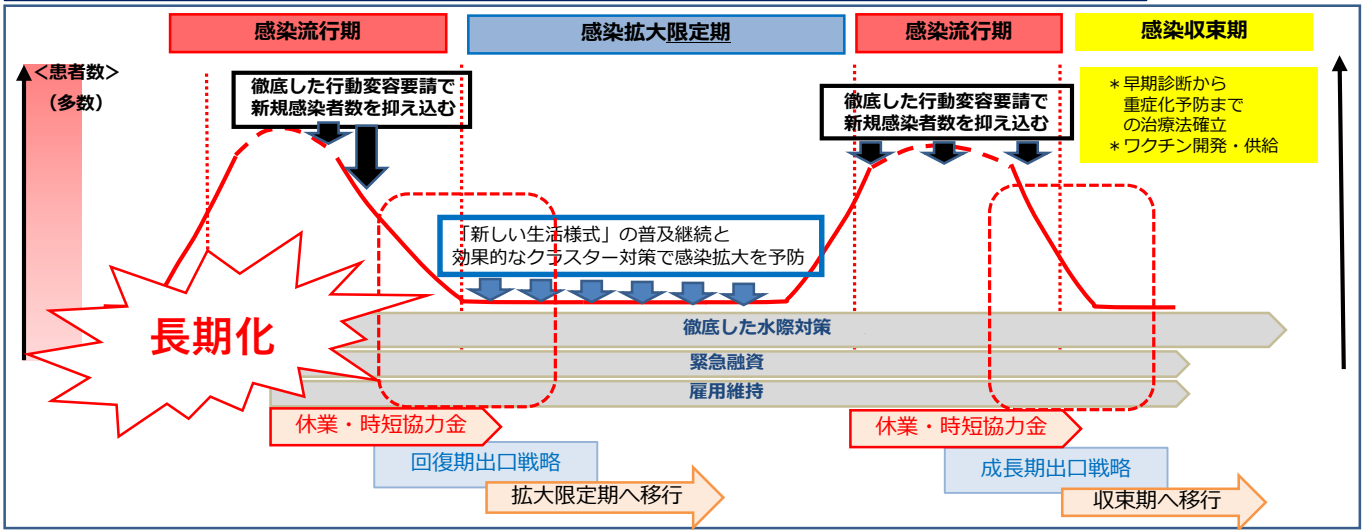 感染流行期
感染拡大限定期
感染流行期
感染収束期
<患者数>
（多数）
徹底した行動変容要請で
新規感染者数を抑え込む
徹底した行動変容要請で
新規感染者数を抑え込む
＊早期診断から
重症化予防まで
の治療法確立
＊ワクチン開発・供給
「新しい生活様式」の普及継続と
効果的なクラスター対策で感染拡大を予防
長期化
徹底した水際対策
緊急融資
雇用維持
休業・時短協力金
休業・時短協力金
回復期出口戦略
成長期出口戦略
拡大限定期へ移行
収束期へ移行